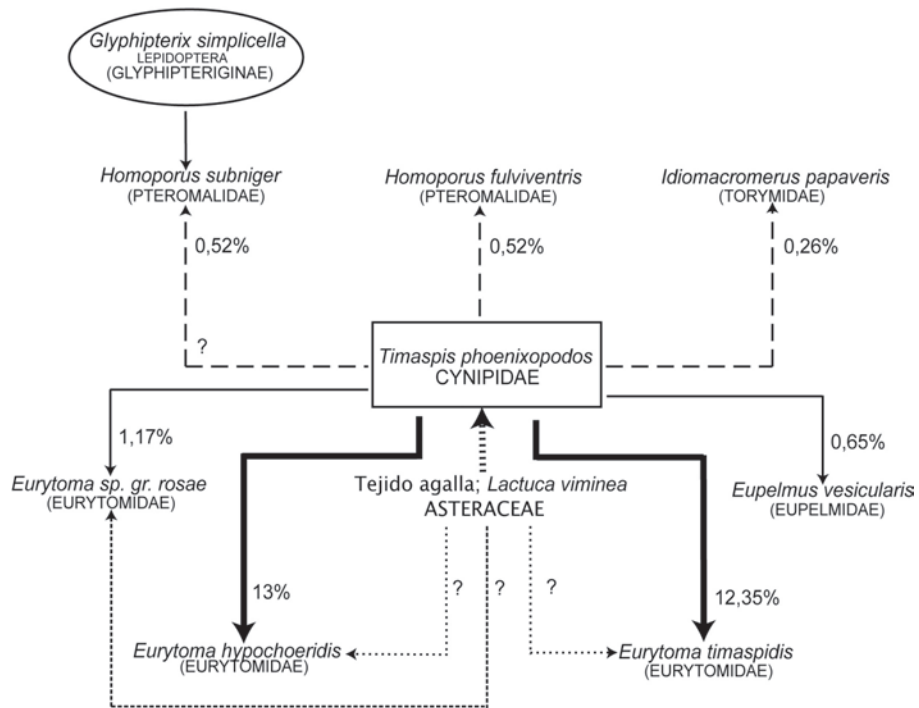 Glyphipterix simplicella
LEPIDOPTERA
(GLYPHIPTERIGINAE)
Homoporus subniger
(PTEROMALIDAE)
Homoporus fulviventris
(PTEROMALIDAE)
Idiomacromerus papaveris
(TORYMIDAE)
0,52%
0,52%
0,26%
?
Timaspis phoenixopodos
CYNIPIDAE
1,17%
0,65%
Eurytoma sp. gr. rosae
(EURYTOMIDAE)
Tejido agalla; Lactuca viminea
ASTERACEAE
Eupelmus vesicularis
(EUPELMIDAE)
13%
?
?
?
12,35%
Eurytoma hypochoeridis
(EURYTOMIDAE)
Eurytoma timaspidis
(EURYTOMIDAE)